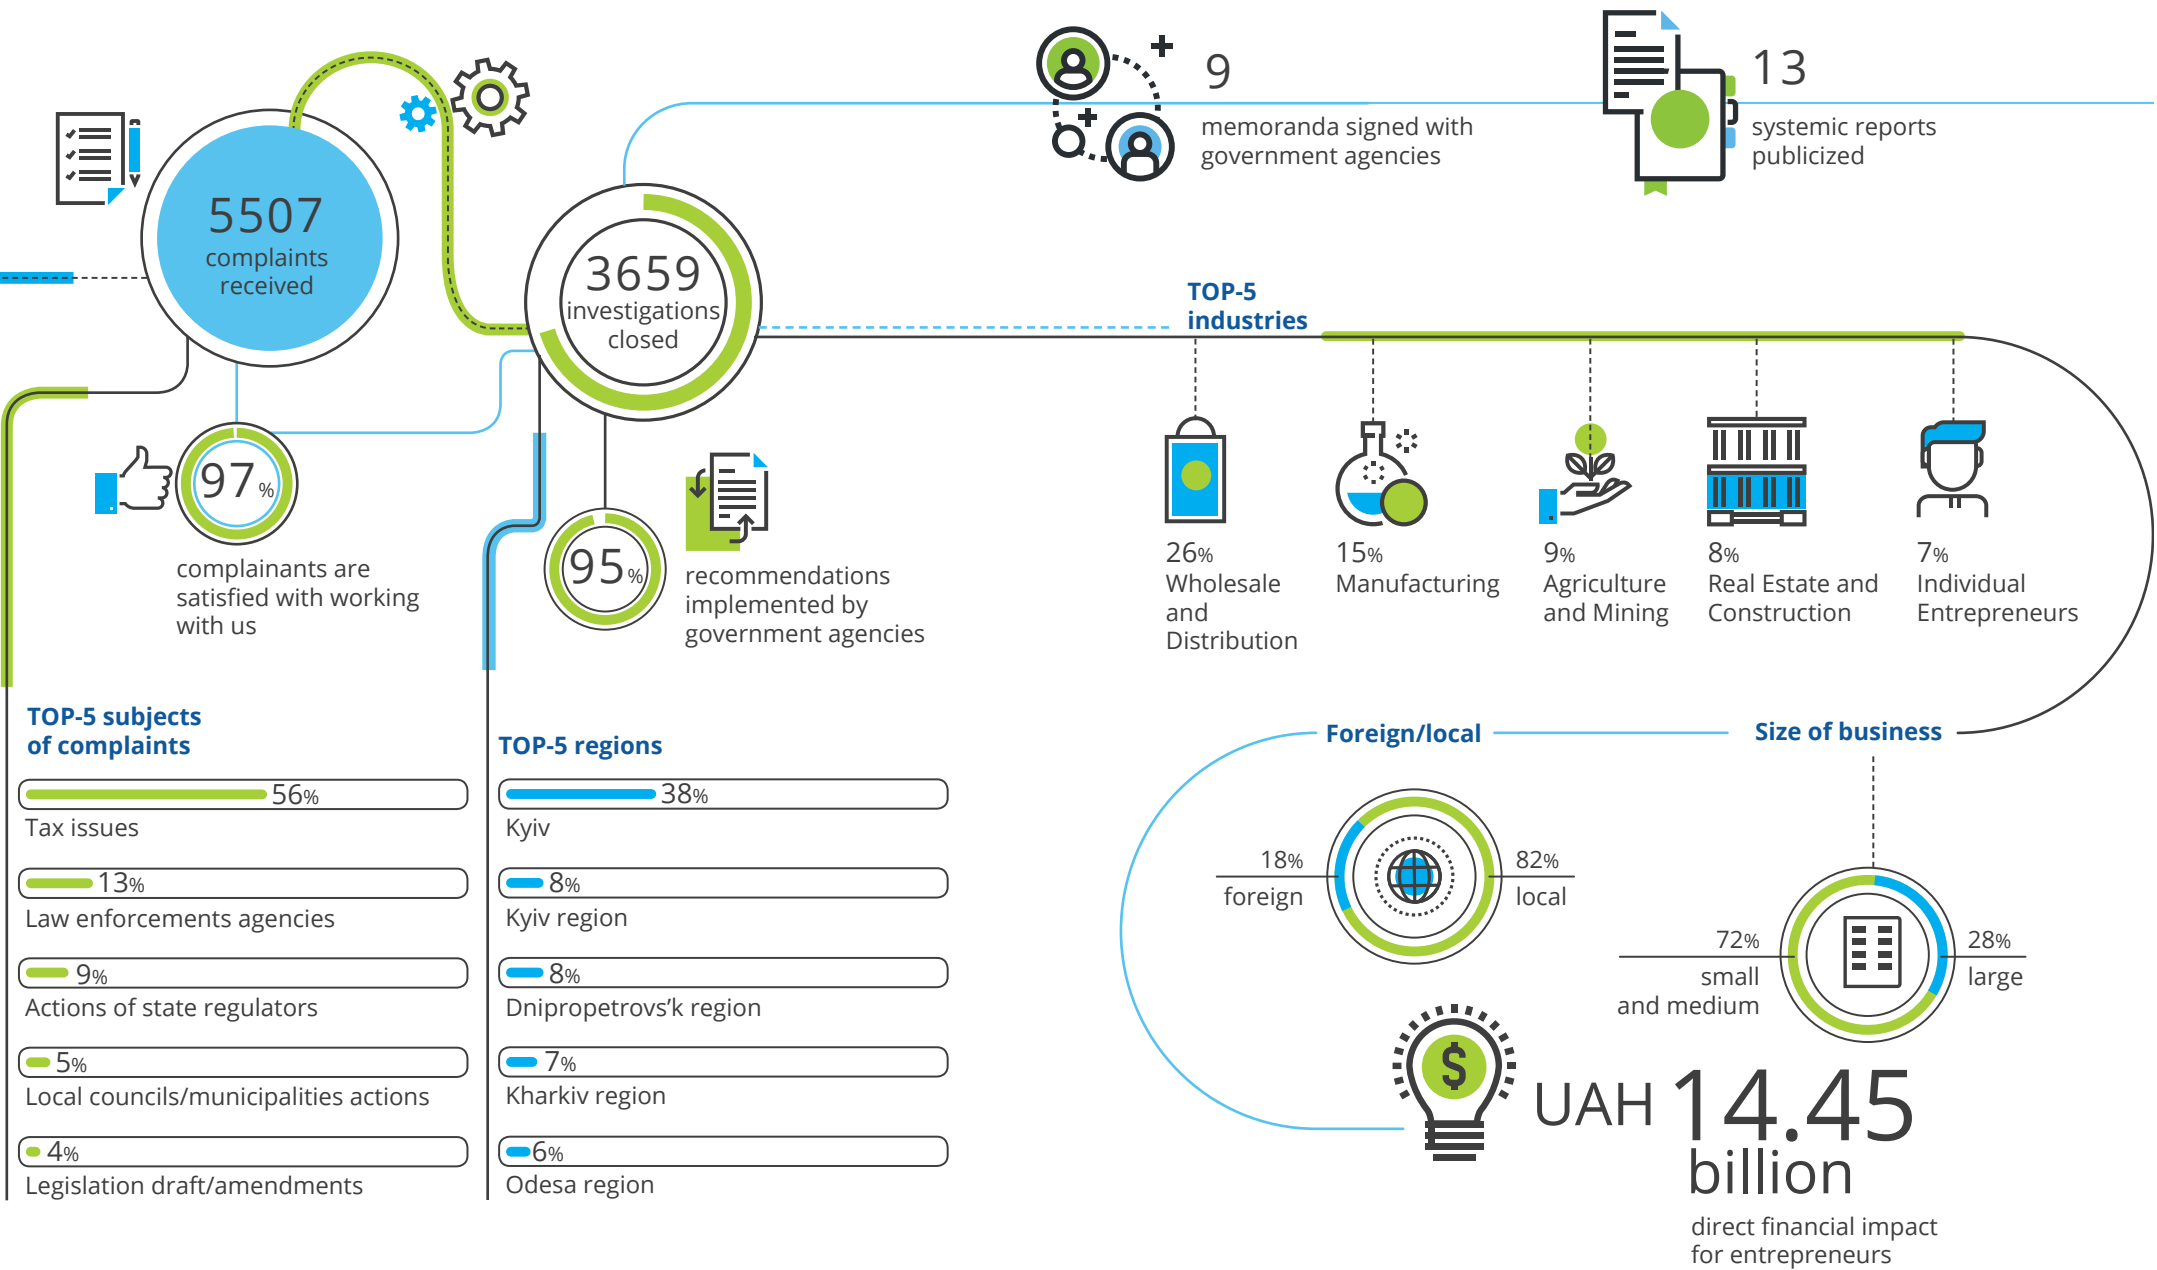 9
memoranda signed with
government agencies
13
systemic reports
publicized
5507
complaints
received
3659
investigations
closed
97%
complainants are
satisfied with working
with us
95%
recommendations
implemented by
government agencies
TOP-5
industries
26%
Wholesale
and
Distribution
15%
Manufacturing
9%
Agriculture
and Mining
8%
Real Estate and
Construction
7%
Individual
Entrepreneurs
TOP-5 subjects
of complaints
56%
Tax issues
13%
Law enforcements agencies
9%
Actions of state regulators
5%
Local councils/municipalities actions
4%
Legislation draft/amendments
TOP-5 regions
38%
Kyiv
8%
Kyiv region
8%
Dnipropetrovs’k region
7%
Kharkiv region
6%
Odesa region
Foreign/local
18%
foreign
82%
local
Size of business
72%
small
and medium
28%
large
$
UAH 14.45
billion
direct financial impact
for entrepreneurs